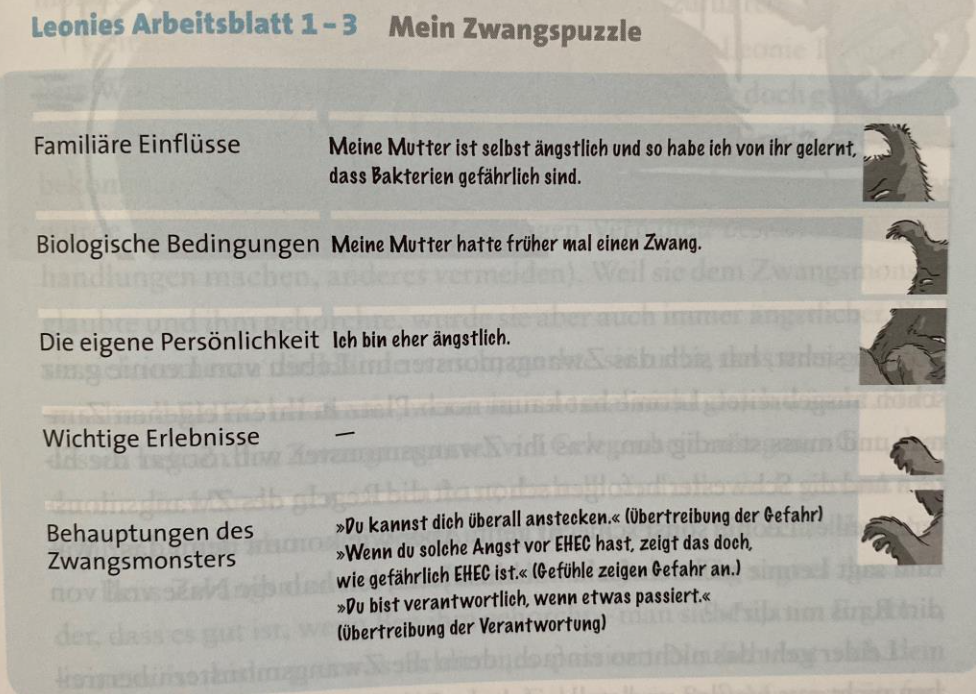 Leonies Arbeitsblatt 1 – 3 Mein Zwangspuzzle
Familiäre Einflüsse Meine Mutter ist selbst ängstlich und so habe ich von ihr gelernt,
dass Bakterien gefährlich sind.
Biologische Bedingungen Meine Mutter hatte früher mal einen Zwang.
Die eigene Persönlichkeit Ich bin eher ängstlich.
Wichtige Erlebnisse —
Behauptungen des
Zwangsmonsters
»Du kannst dich überall anstecken.« (Übertreibung der Gefahr)
»Wenn du solche Angst vor EHEC hast, zeigt das doch,
wie gefährlich EHEC ist.« (Gefühle zeigen Gefahr an.)
»Du bist verantwortlich, wenn etwas passiert.«
(Übertreibung der Verantwortung)